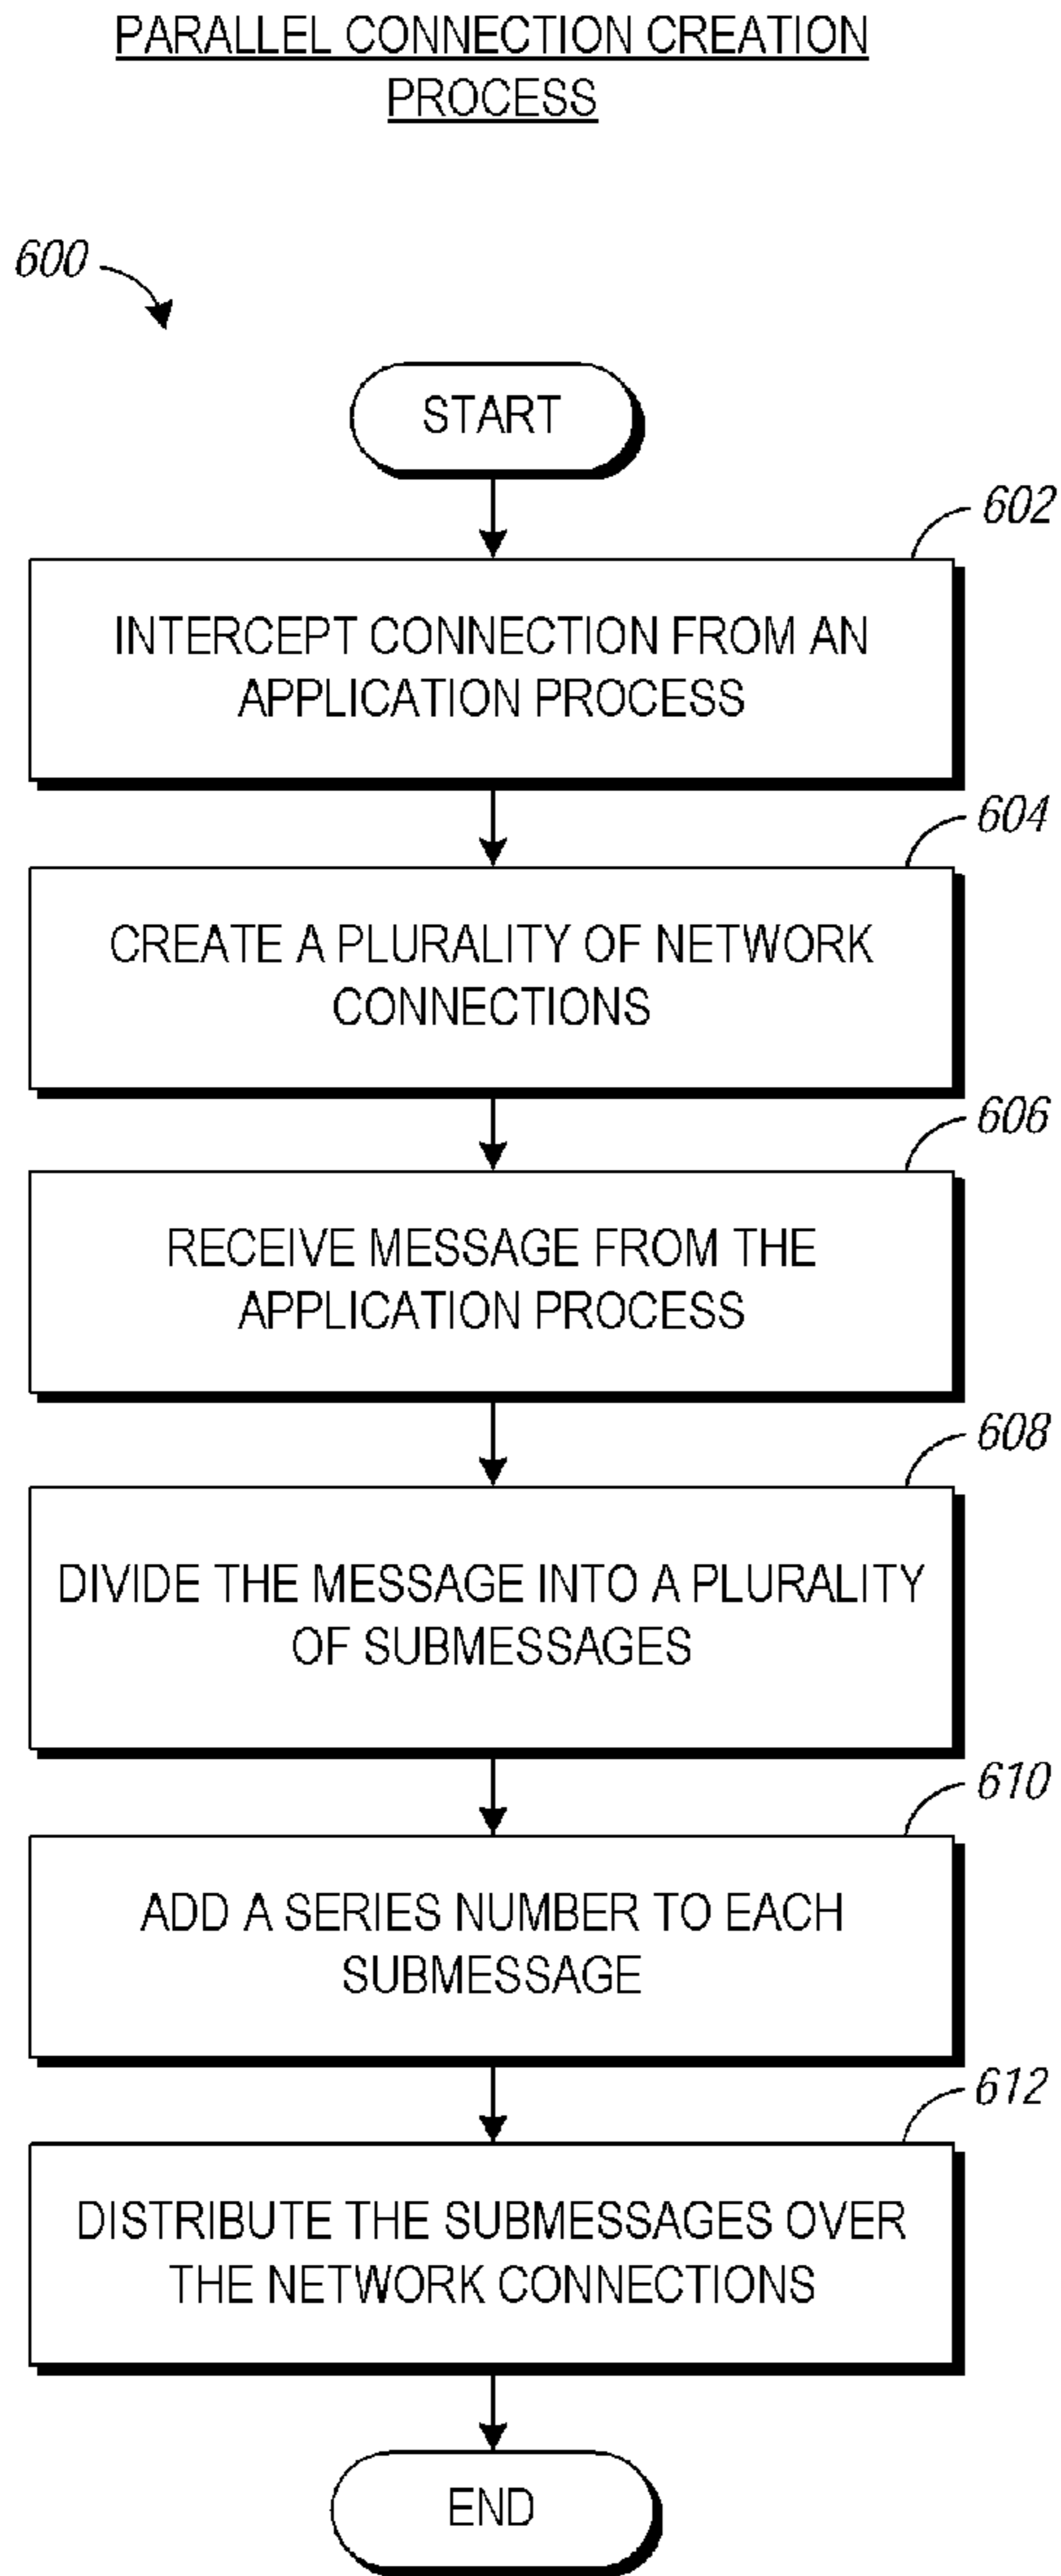 PARALLEL CONNECTION CREATION
PROCESS
600
START
602
INTERCEPT CONNECTION FROM AN
APPLICATION PROCESS
604
CREATE A PLURALITY OF NETWORK
CONNECTIONS
606
RECEIVE MESSAGE FROM THE
APPLICATION PROCESS
608
DIVIDE THE MESSAGE INTO A PLURALITY
OF SUBMESSAGES
610
ADD A SERIES NUMBER TO EACH
SUBMESSAGE
612
DISTRIBUTE THE SUBMESSAGES OVER
THE NETWORK CONNECTIONS
END